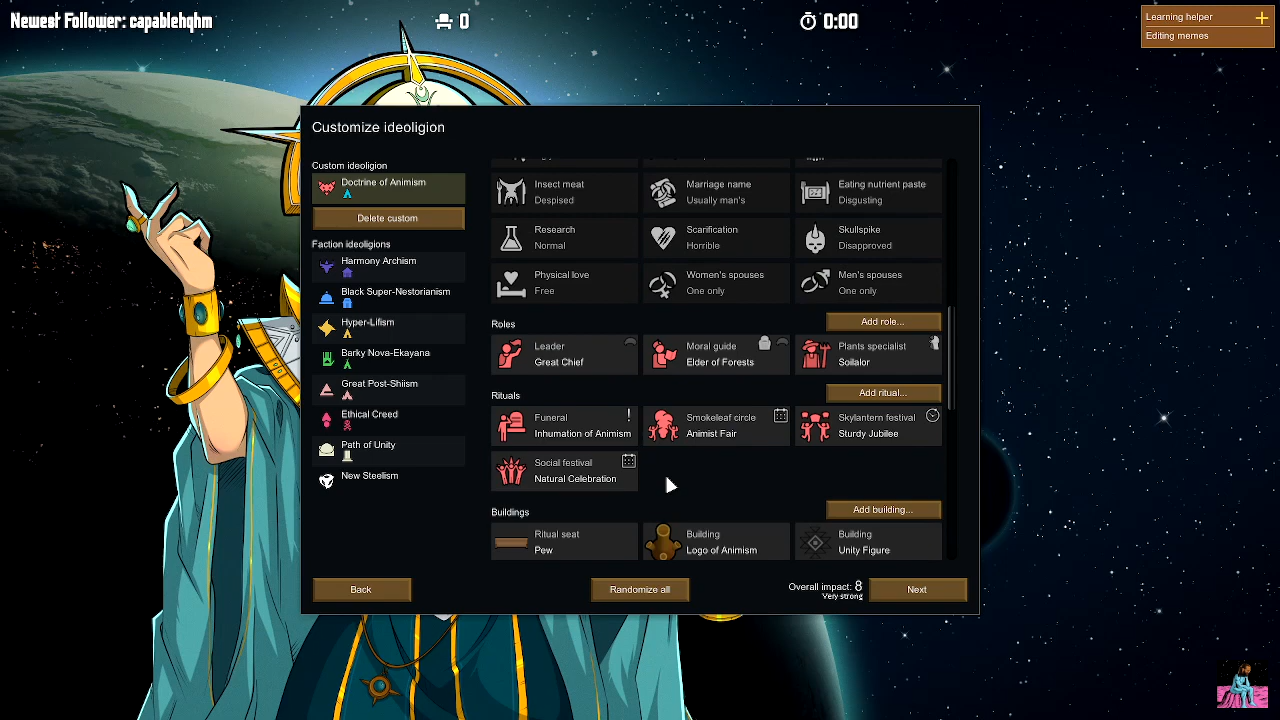 Newest Follower: capablehqhm
0
0:00
Learning helper
Editing memes
Customize ideoligion
Custom ideoligion
Doctrine of Animism
Delete custom
Faction ideoligions
Harmony Archism
Black Super-Nestorianism
Hyper-Lifism
Barky Nova-Ekayana
Great Post-Shiism
Ethical Creed
Path of Unity
New Steelism
Insect meat
Despised
Marriage name
Usually man's
Eating nutrient paste
Disgusting
Research
Normal
Scarification
Horrible
Skullspike
Disapproved
Physical love
Free
Women's spouses
One only
Men's spouses
One only
Roles
Add role...
Leader
Great Chief
Moral guide
Elder of Forests
Plants specialist
Soilalor
Rituals
Add ritual...
Funeral
Inhumation of Animism
Smokeleaf circle
Animist Fair
Skylantern festival
Sturdy Jubilee
Social festival
Natural Celebration
Buildings
Add building...
Ritual seat
Pew
Building
Logo of Animism
Building
Unity Figure
Back
Randomize all
Overall impact: 8
Very strong
Next